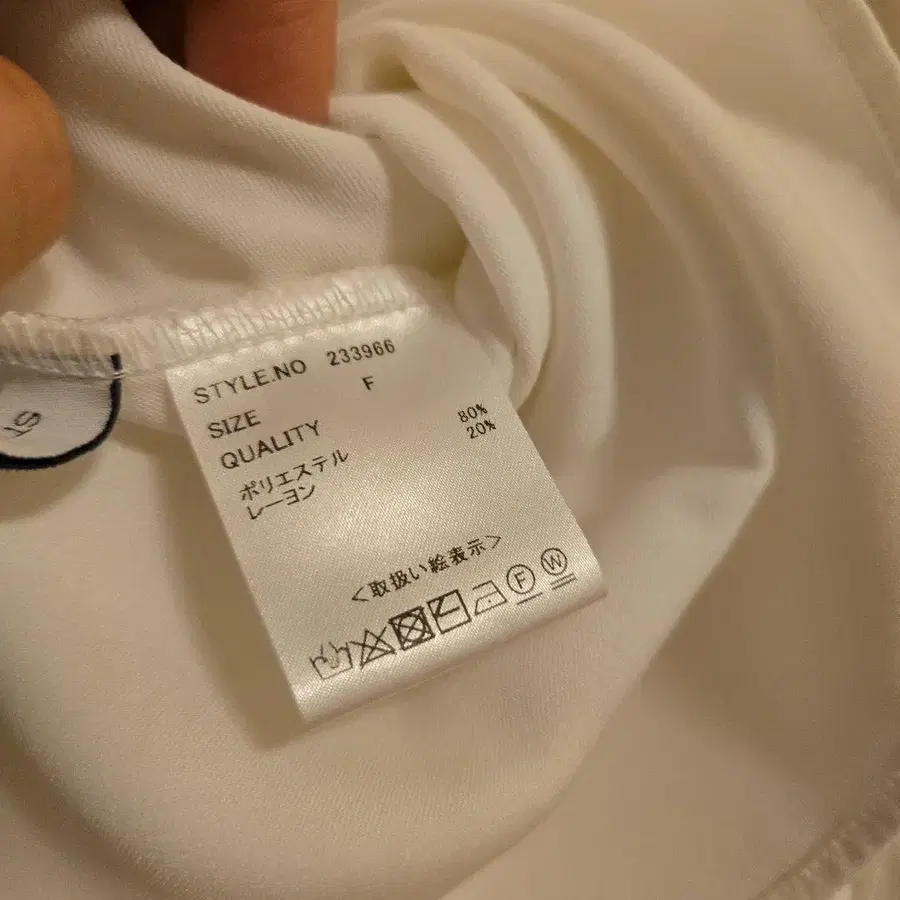 STYLE.NO 233966
SIZE F
QUALITY
ポリエステル 80%
レーヨン 20%
＜取扱い絵表示＞
F W